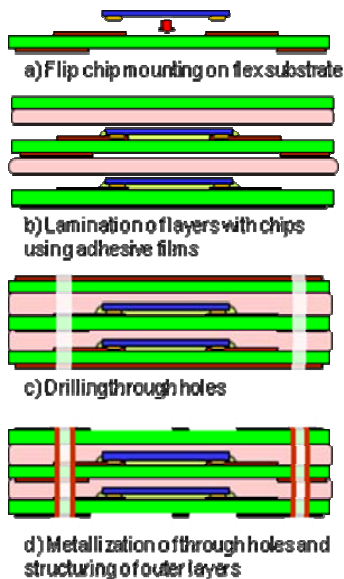 a) Flip chip mounting on flex substrate
b) Lamination of layers with chips
using adhesive films
c) Drilling through holes
d) Metallization of through holes and
structuring of outer layers